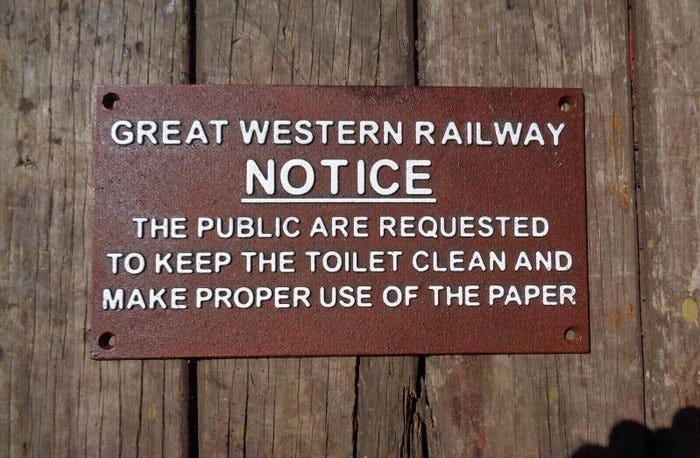 GREAT WESTERN RAILWAY
NOTICE
THE PUBLIC ARE REQUESTED
TO KEEP THE TOILET CLEAN AND
MAKE PROPER USE OF THE PAPER